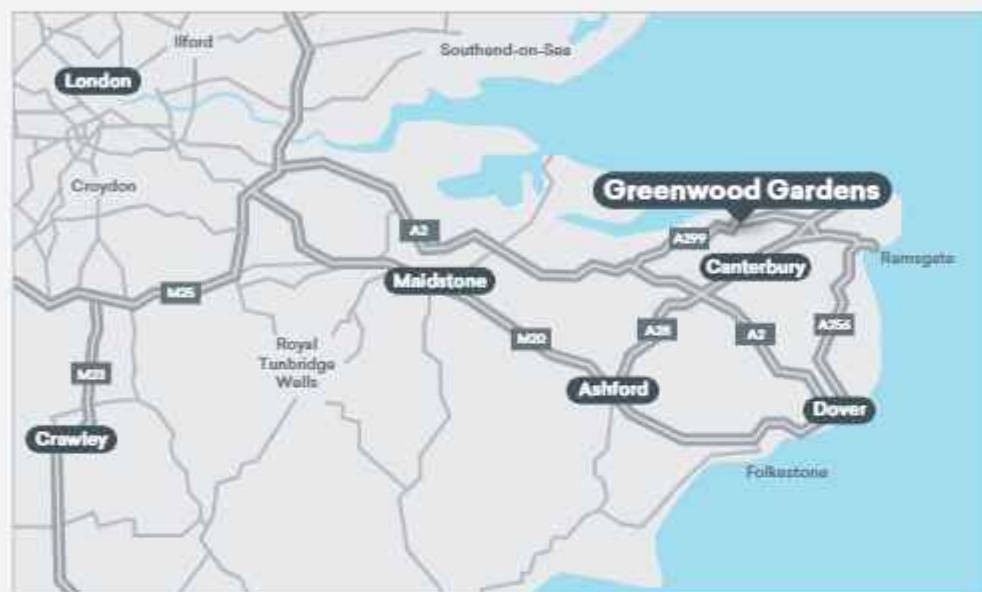 Ilford
Southend-on-Sea
London
Croydon
Greenwood Gardens
A2
A299
Canterbury
Ramsgate
Maidstone
M25
M20
A28
A2
A256
Royal
Tunbridge
Wells
M23
Ashford
Dover
Crawley
Folkestone